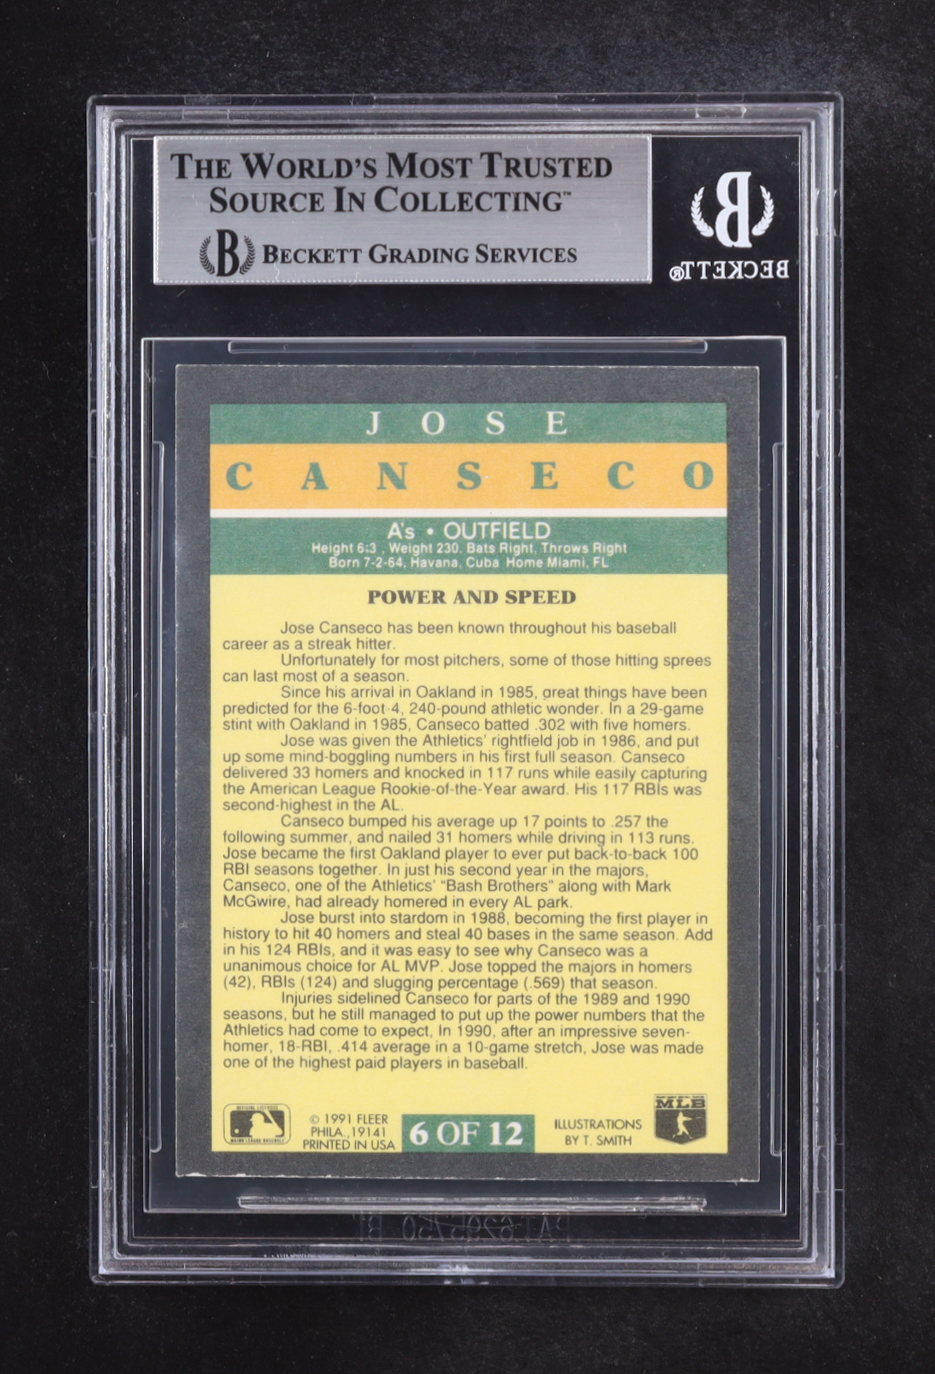 THE WORLD'S MOST TRUSTED
SOURCE IN COLLECTING™
B BECKETT GRADING SERVICES
B
BECKETT®
JOSE
CANSECO
A's • OUTFIELD
Height 6:3 , Weight 230, Bats Right, Throws Right
Born 7-2-64, Havana, Cuba Home Miami, FL
POWER AND SPEED
Jose Canseco has been known throughout his baseball
career as a streak hitter.
Unfortunately for most pitchers, some of those hitting sprees
can last most of a season.
Since his arrival in Oakland in 1985, great things have been
predicted for the 6-foot-4, 240-pound athletic wonder. In a 29-game
stint with Oakland in 1985, Canseco batted .302 with five homers.
Jose was given the Athletics' rightfield job in 1986, and put
up some mind-boggling numbers in his first full season. Canseco
delivered 33 homers and knocked in 117 runs while easily capturing
the American League Rookie-of-the-Year award. His 117 RBIs was
second-highest in the AL.
Canseco bumped his average up 17 points to .257 the
following summer, and nailed 31 homers while driving in 113 runs.
Jose became the first Oakland player to ever put back-to-back 100
RBI seasons together. In just his second year in the majors,
Canseco, one of the Athletics' "Bash Brothers" along with Mark
McGwire, had already homered in every AL park.
Jose burst into stardom in 1988, becoming the first player in
history to hit 40 homers and steal 40 bases in the same season. Add
in his 124 RBIs, and it was easy to see why Canseco was a
unanimous choice for AL MVP. Jose topped the majors in homers
(42), RBIs (124) and slugging percentage (.569) that season.
Injuries sidelined Canseco for parts of the 1989 and 1990
seasons, but he still managed to put up the power numbers that the
Athletics had come to expect, In 1990, after an impressive seven-
homer, 18-RBI, .414 average in a 10-game stretch, Jose was made
one of the highest paid players in baseball.
© 1991 FLEER
PHILA., 19141
PRINTED IN USA
6 OF 12
ILLUSTRATIONS
BY T. SMITH
MLB